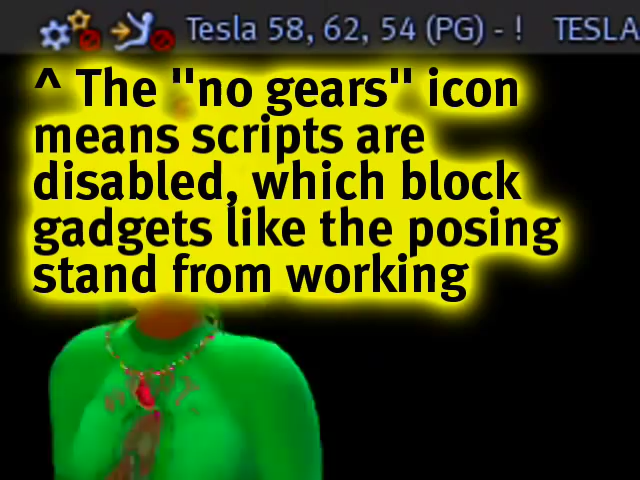 Tesla 58, 62, 54 (PG) - ! TESLA
^ The "no gears" icon
means scripts are
disabled, which block
gadgets like the posing
stand from working